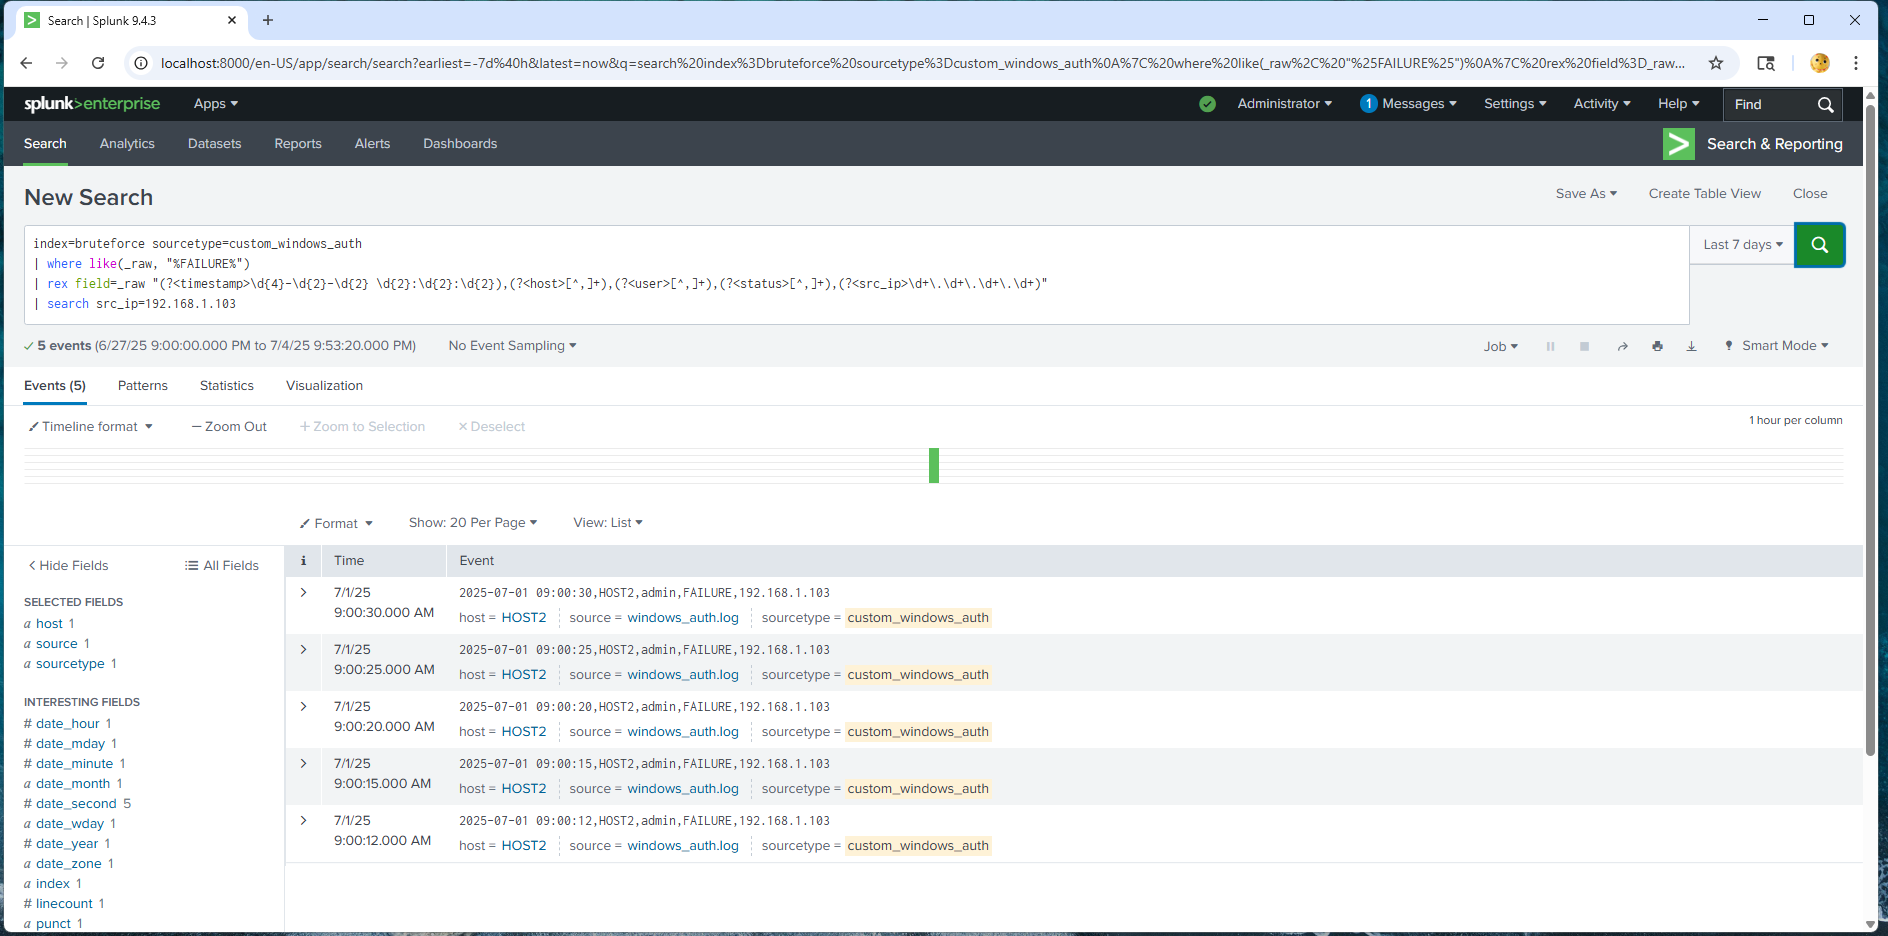 Search | Splunk 9.4.3
localhost:8000/en-US/app/search/search?earliest=-7d%40h&latest=now&q=search%20index%3Dbruteforce%20sourcetype%3Dcustom_windows_auth%0A%7C%20where%20like(_raw%2C%20"%25FAILURE%25")%0A%7C%20rex%20field%3D_raw...
splunk>enterprise Apps Administrator 1 Messages Settings Activity Help Find
Search Analytics Datasets Reports Alerts Dashboards Search & Reporting
New Search Save As Create Table View Close
index=bruteforce sourcetype=custom_windows_auth
| where like(_raw, "%FAILURE%")
| rex field=_raw "(?<timestamp>\d{4}-\d{2}-\d{2} \d{2}:\d{2}:\d{2}),(?<host>[^,]+),(?<user>[^,]+),(?<status>[^,]+),(?<src_ip>\d+\.\d+\.\d+\.\d+)"
| search src_ip=192.168.1.103
Last 7 days
5 events (6/27/25 9:00:00.000 PM to 7/4/25 9:53:20.000 PM) No Event Sampling Job Smart Mode
Events (5) Patterns Statistics Visualization
Timeline format Zoom Out Zoom to Selection Deselect 1 hour per column
Format Show: 20 Per Page View: List
Hide Fields All Fields
SELECTED FIELDS
a host 1
a source 1
a sourcetype 1
INTERESTING FIELDS
# date_hour 1
# date_mday 1
# date_minute 1
a date_month 1
# date_second 5
a date_wday 1
# date_year 1
a date_zone 1
a index 1
# linecount 1
a punct 1
i Time Event
7/1/25
9:00:30.000 AM
2025-07-01 09:00:30,HOST2,admin,FAILURE,192.168.1.103
host = HOST2 source = windows_auth.log sourcetype = custom_windows_auth
7/1/25
9:00:25.000 AM
2025-07-01 09:00:25,HOST2,admin,FAILURE,192.168.1.103
host = HOST2 source = windows_auth.log sourcetype = custom_windows_auth
7/1/25
9:00:20.000 AM
2025-07-01 09:00:20,HOST2,admin,FAILURE,192.168.1.103
host = HOST2 source = windows_auth.log sourcetype = custom_windows_auth
7/1/25
9:00:15.000 AM
2025-07-01 09:00:15,HOST2,admin,FAILURE,192.168.1.103
host = HOST2 source = windows_auth.log sourcetype = custom_windows_auth
7/1/25
9:00:12.000 AM
2025-07-01 09:00:12,HOST2,admin,FAILURE,192.168.1.103
host = HOST2 source = windows_auth.log sourcetype = custom_windows_auth